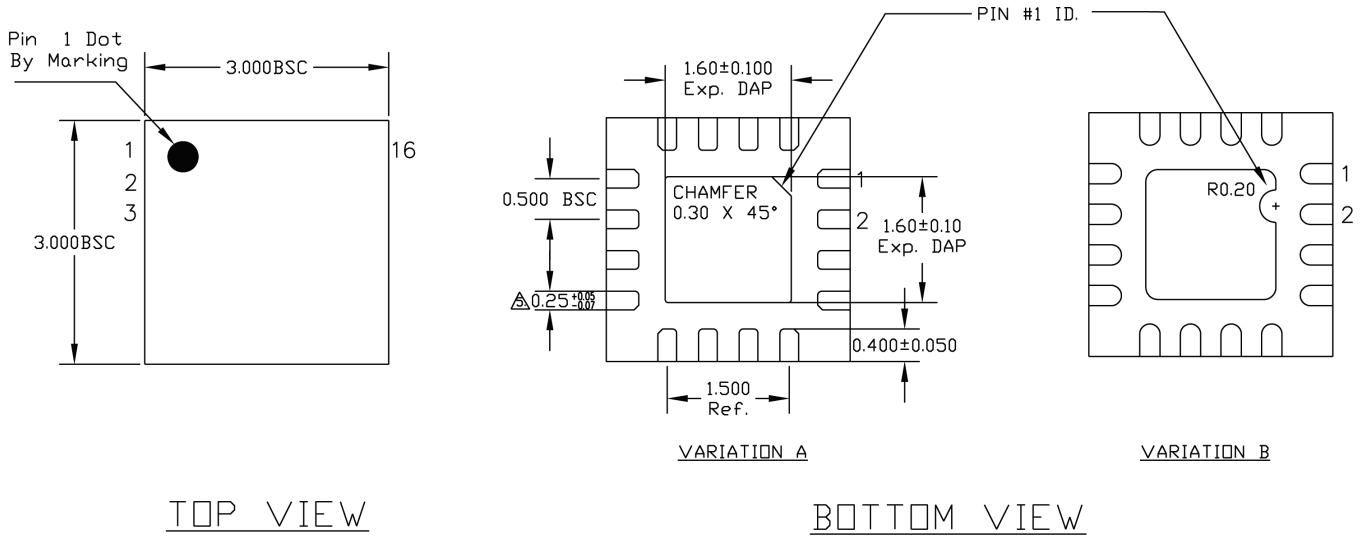 Pin 1 Dot
By Marking
3.000BSC
1
2
3
16
3.000BSC
TOP VIEW
PIN #1 ID.
1.60±0.100
Exp. DAP
0.500 BSC
CHAMFER
0.30 X 45°
1
2
1.60±0.10
Exp. DAP
5 0.25 +0.05
-0.07
0.400±0.050
1.500
Ref.
VARIATION A
R0.20
1
2
VARIATION B
BOTTOM VIEW